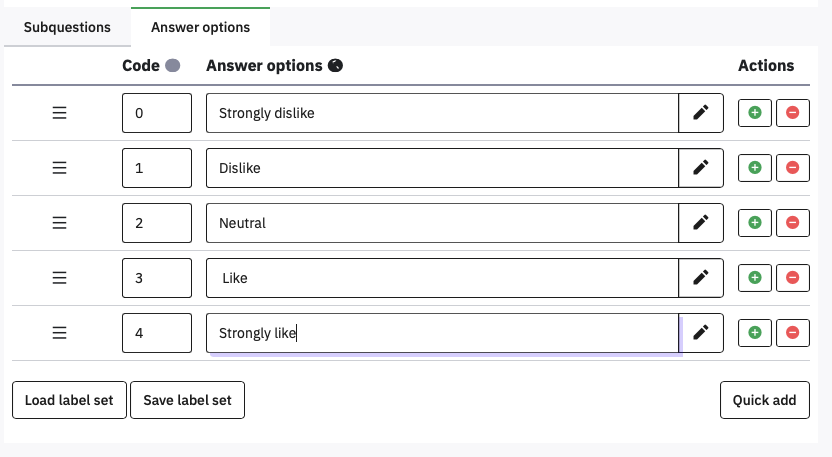 Subquestions Answer options
Code Answer options Actions
0 Strongly dislike
1 Dislike
2 Neutral
3 Like
4 Strongly like
Load label set Save label set Quick add